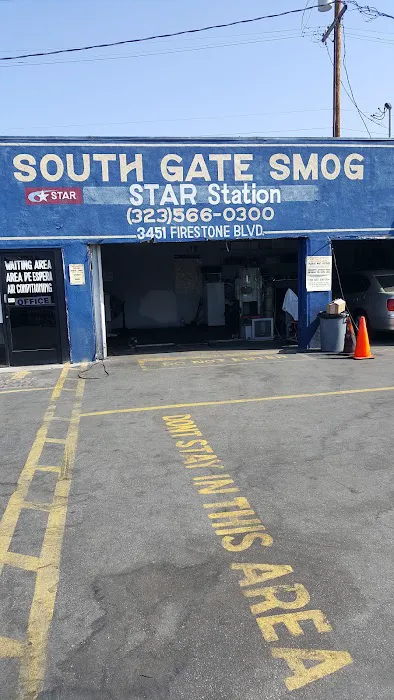 SOUTH GATE SMOG
STAR
STAR Station
(323)566-0300
3451 FIRESTONE BLVD.
WAITING AREA
AREA DE ESPERA
AIR CONDITIONING
OFFICE
DONT STAY IN THIS AREA